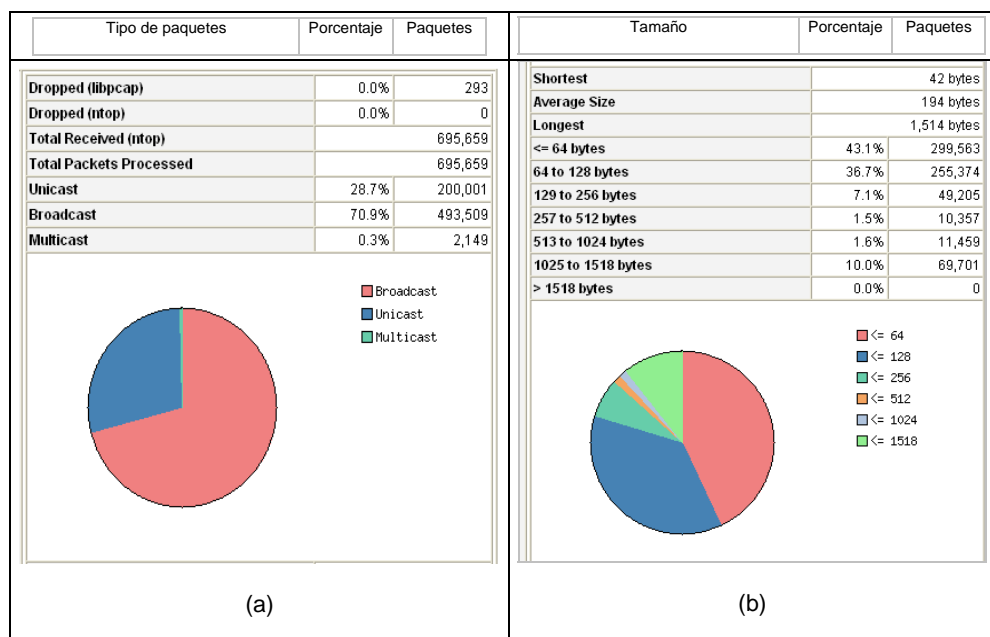 Tipo de paquetes Porcentaje Paquetes
Dropped (libpcap) 0.0% 293
Dropped (ntop) 0.0% 0
Total Received (ntop) 695,659
Total Packets Processed 695,659
Unicast 28.7% 200,001
Broadcast 70.9% 493,509
Multicast 0.3% 2,149
Broadcast
Unicast
Multicast
(a)
Tamaño Porcentaje Paquetes
Shortest 42 bytes
Average Size 194 bytes
Longest 1,514 bytes
<= 64 bytes 43.1% 299,563
64 to 128 bytes 36.7% 255,374
129 to 256 bytes 7.1% 49,205
257 to 512 bytes 1.5% 10,357
513 to 1024 bytes 1.6% 11,459
1025 to 1518 bytes 10.0% 69,701
> 1518 bytes 0.0% 0
<= 64
<= 128
<= 256
<= 512
<= 1024
<= 1518
(b)